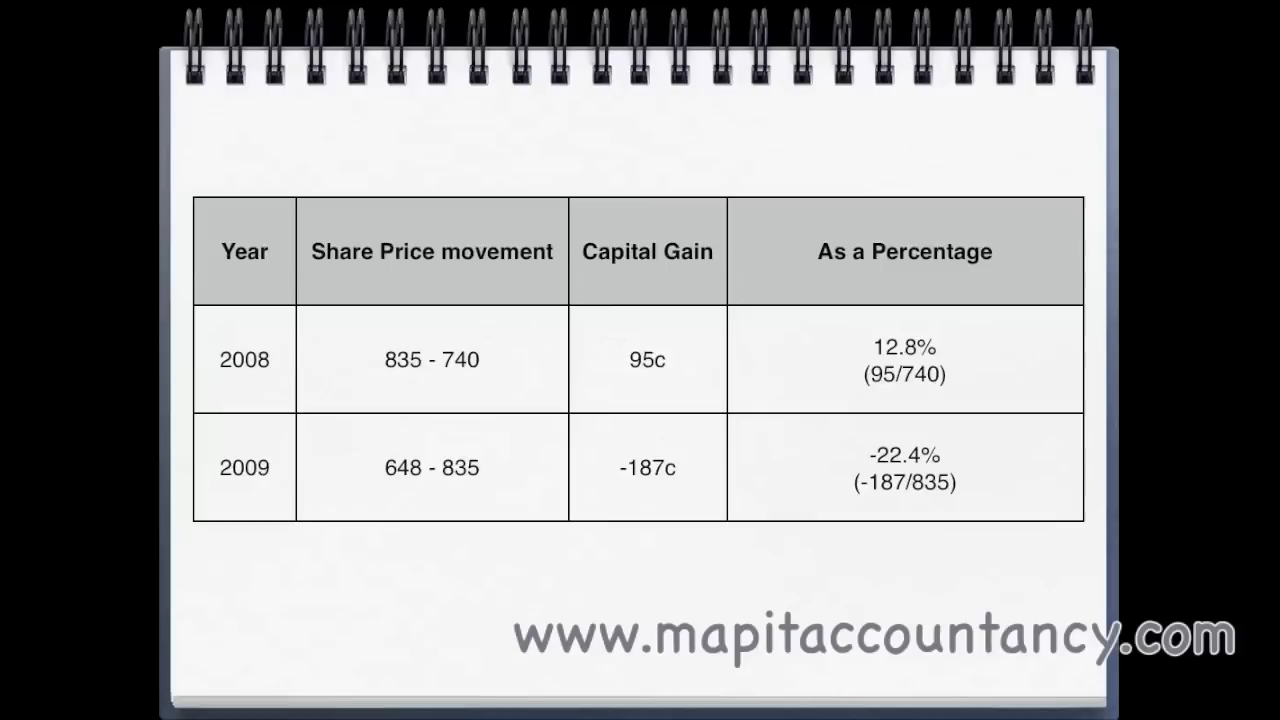 Year Share Price movement Capital Gain As a Percentage
2008 835 - 740 95c 12.8%
(95/740)
2009 648 - 835 -187c -22.4%
(-187/835)
www.mapitaccountancy.com